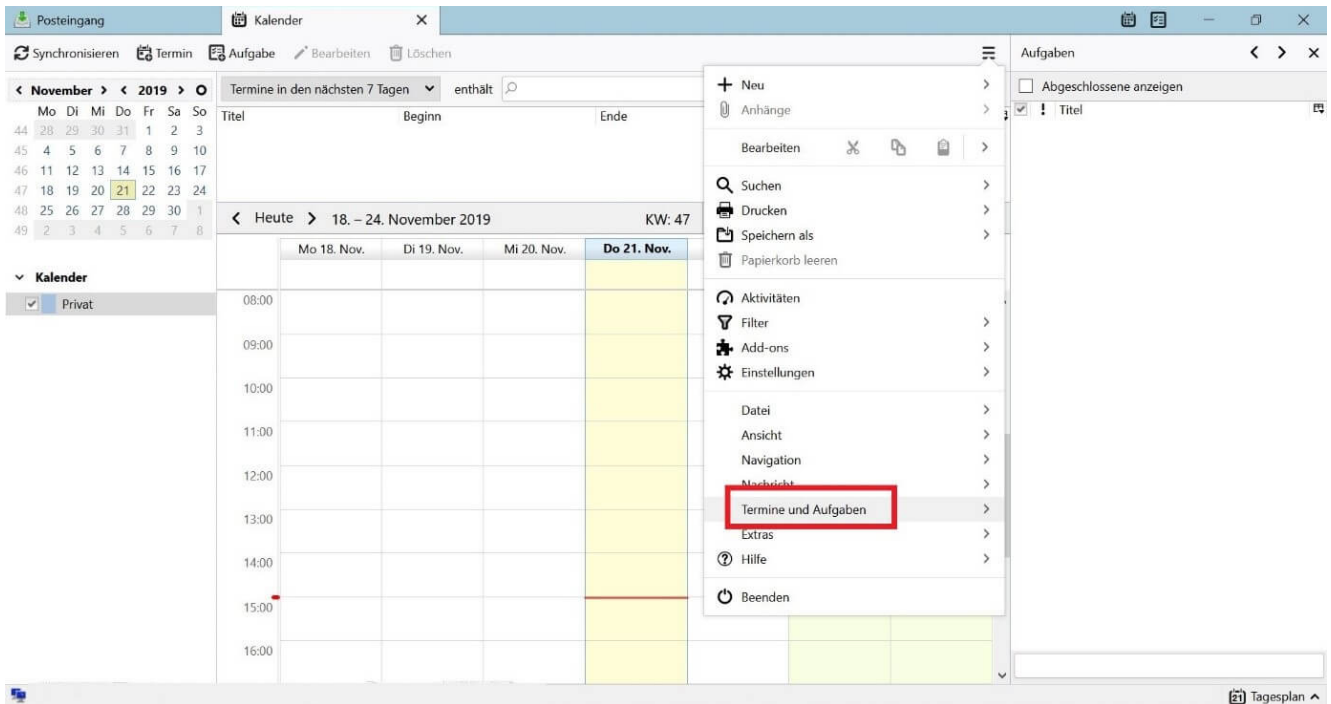 Posteingang
Kalender
Synchronisieren Termin Aufgabe Bearbeiten Löschen
Aufgaben
November 2019
Mo Di Mi Do Fr Sa So
44 28 29 30 31 1 2 3
45 4 5 6 7 8 9 10
46 11 12 13 14 15 16 17
47 18 19 20 21 22 23 24
48 25 26 27 28 29 30 1
49 2 3 4 5 6 7 8
Kalender
Privat
Termine in den nächsten 7 Tagen enthält
Titel Beginn Ende
Heute 18. – 24. November 2019 KW: 47
Mo 18. Nov. Di 19. Nov. Mi 20. Nov. Do 21. Nov.
08:00
09:00
10:00
11:00
12:00
13:00
14:00
15:00
16:00
Neu
Anhänge
Bearbeiten
Suchen
Drucken
Speichern als
Papierkorb leeren
Aktivitäten
Filter
Add-ons
Einstellungen
Datei
Ansicht
Navigation
Nachricht
Termine und Aufgaben
Extras
Hilfe
Beenden
Abgeschlossene anzeigen
! Titel
21 Tagesplan